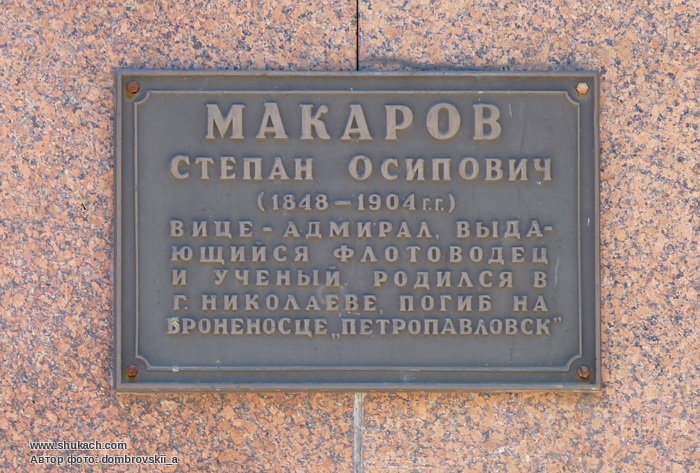 МАКАРОВ
СТЕПАН ОСИПОВИЧ
(1848-1904 г.г.)
ВИЦЕ-АДМИРАЛ, ВЫДА-
ЮЩИЙСЯ ФЛОТОВОДЕЦ
И УЧЕНЫЙ. РОДИЛСЯ В
Г. НИКОЛАЕВЕ, ПОГИБ НА
БРОНЕНОСЦЕ „ПЕТРОПАВЛОВСК"
www.shukach.com
Автор фото: dombrovskii_a